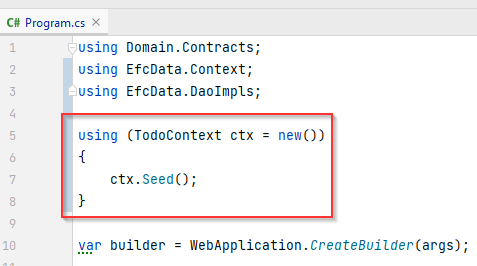 C# Program.cs ×
1 using Domain.Contracts;
2 using EfcData.Context;
3 using EfcData.DaoImpls;
4
5 using (TodoContext ctx = new())
6 {
7 ctx.Seed();
8 }
9
10 var builder = WebApplication.CreateBuilder(args);